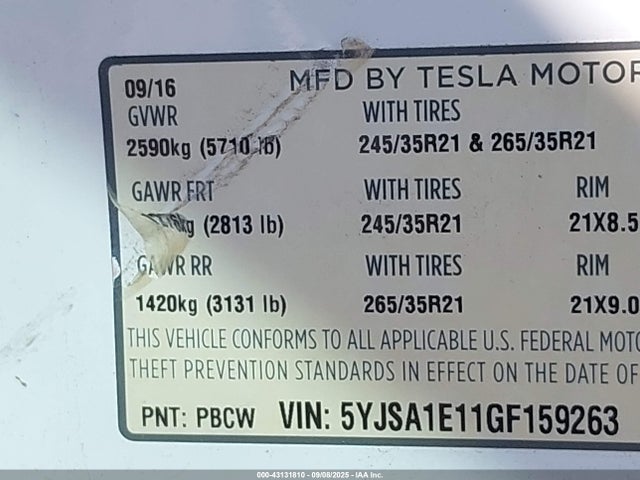 09/16 MFD BY TESLA MOTOR
GVWR WITH TIRES
2590kg (5710 lb) 245/35R21 & 265/35R21
GAWR FRT WITH TIRES RIM
(2813 lb) 245/35R21 21X8.5
GAWR RR WITH TIRES RIM
1420kg (3131 lb) 265/35R21 21X9.0
THIS VEHICLE CONFORMS TO ALL APPLICABLE U.S. FEDERAL MOTO
THEFT PREVENTION STANDARDS IN EFFECT ON THE DATE OF
PNT: PBCW VIN: 5YJSA1E11GF159263
000-43131810 - 09/08/2025 - IAA, Inc.